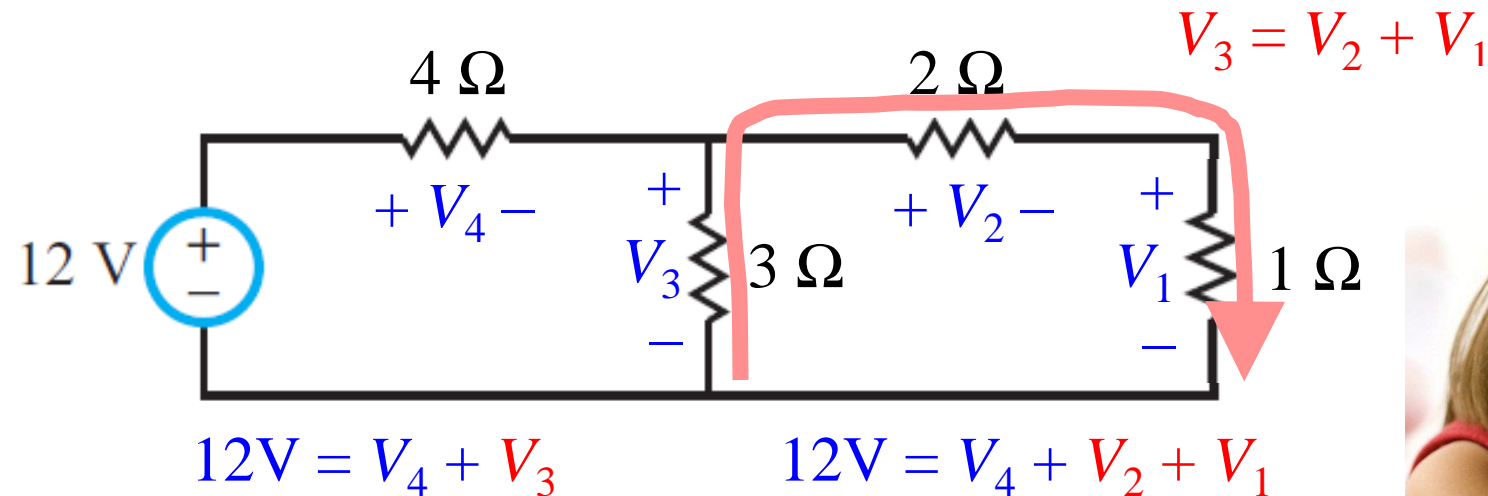 V₃ = V₂ + V₁
4 Ω
2 Ω
+ V₄ −
+
V₃
−
3 Ω
+ V₂ −
+
V₁
−
1 Ω
12 V
+
−
12V = V₄ + V₃
12V = V₄ + V₂ + V₁